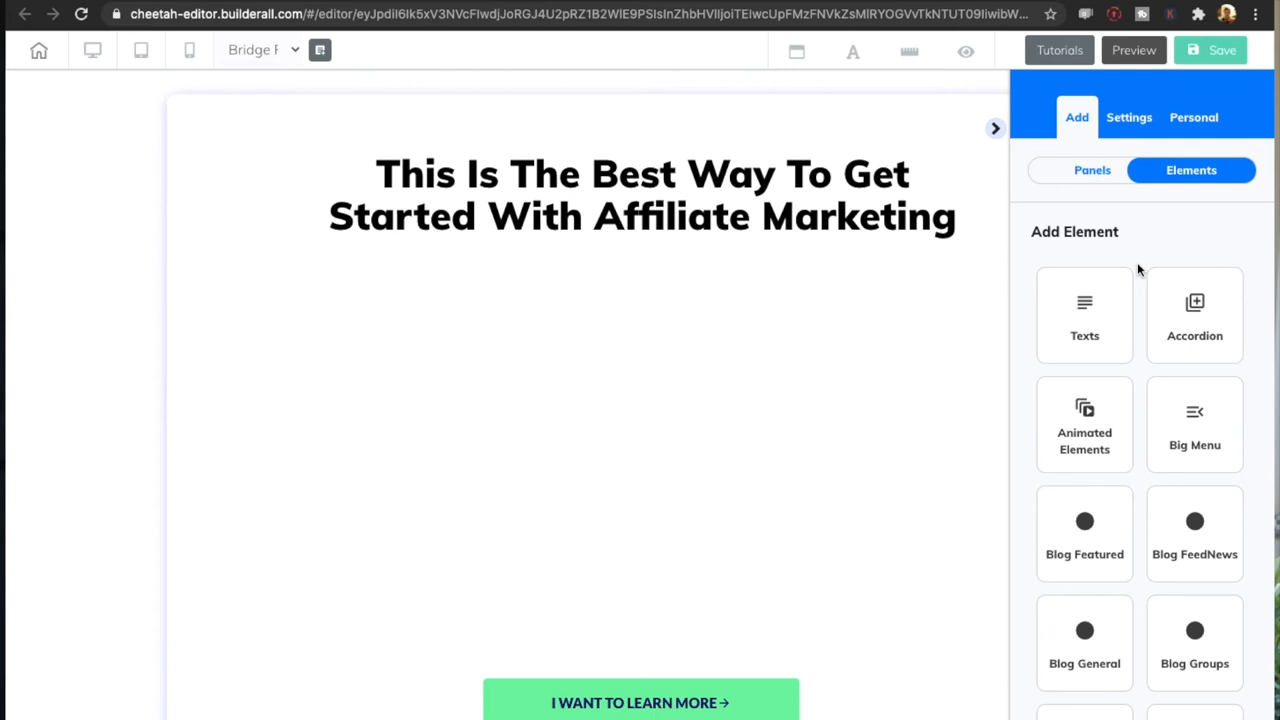 cheetah-editor.builderall.com/#/editor/eyJpdil6Ik5xV3NVcFlwdjJoRGJ4U2pRZ1B2WlE9PSIsInZhbHVlIjoiTElwcUpFMzFNVkZsMlRYOGVvTkNTUT09Iiwibw...
Bridge F
Tutorials
Preview
Save
Add
Settings
Personal
Panels
Elements
This Is The Best Way To Get
Started With Affiliate Marketing
Add Element
Texts
Accordion
Animated
Elements
Big Menu
Blog Featured
Blog FeedNews
Blog General
Blog Groups
I WANT TO LEARN MORE→